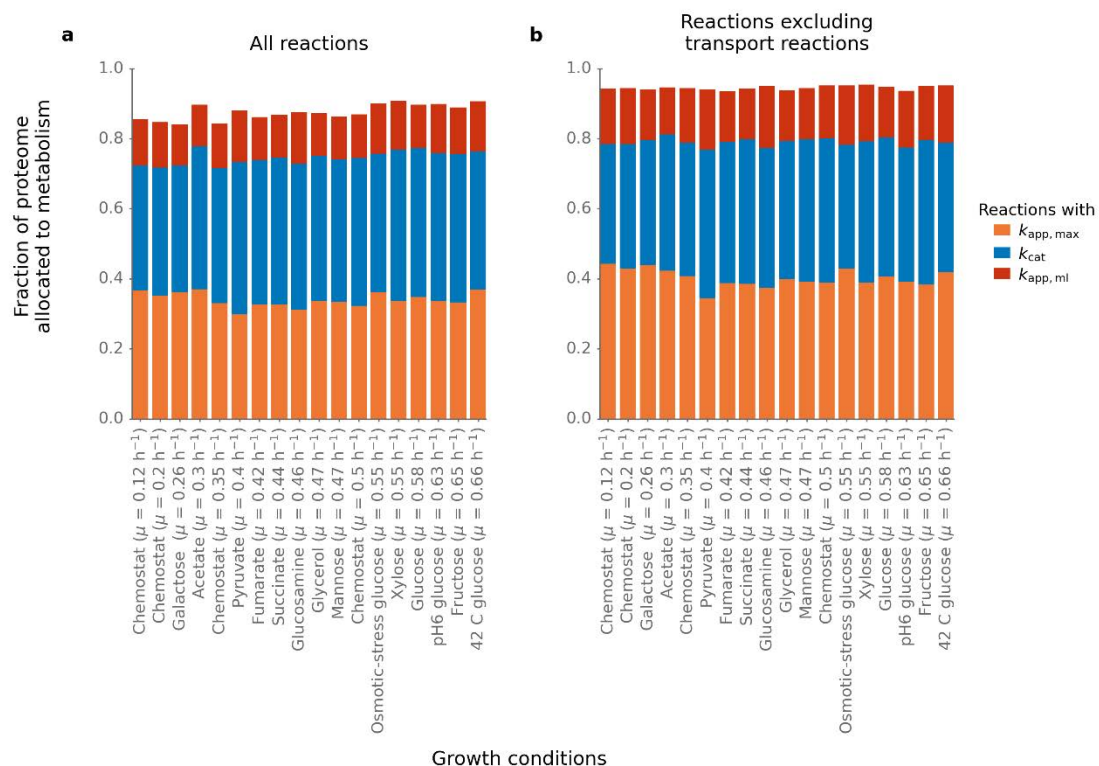 a
All reactions
b
Reactions excluding
transport reactions
Fraction of proteome
allocated to metabolism
1.0
0.8
0.6
0.4
0.2
0.0
Chemostat (μ = 0.12 h⁻¹)
Chemostat (μ = 0.2 h⁻¹)
Galactose (μ = 0.26 h⁻¹)
Acetate (μ = 0.3 h⁻¹)
Chemostat (μ = 0.35 h⁻¹)
Pyruvate (μ = 0.4 h⁻¹)
Fumarate (μ = 0.42 h⁻¹)
Succinate (μ = 0.44 h⁻¹)
Glucosamine (μ = 0.46 h⁻¹)
Glycerol (μ = 0.47 h⁻¹)
Mannose (μ = 0.47 h⁻¹)
Chemostat (μ = 0.5 h⁻¹)
Osmotic-stress glucose (μ = 0.55 h⁻¹)
Xylose (μ = 0.55 h⁻¹)
Glucose (μ = 0.58 h⁻¹)
pH6 glucose (μ = 0.63 h⁻¹)
Fructose (μ = 0.65 h⁻¹)
42 C glucose (μ = 0.66 h⁻¹)
1.0
0.8
0.6
0.4
0.2
0.0
Chemostat (μ = 0.12 h⁻¹)
Chemostat (μ = 0.2 h⁻¹)
Galactose (μ = 0.26 h⁻¹)
Acetate (μ = 0.3 h⁻¹)
Chemostat (μ = 0.35 h⁻¹)
Pyruvate (μ = 0.4 h⁻¹)
Fumarate (μ = 0.42 h⁻¹)
Succinate (μ = 0.44 h⁻¹)
Glucosamine (μ = 0.46 h⁻¹)
Glycerol (μ = 0.47 h⁻¹)
Mannose (μ = 0.47 h⁻¹)
Chemostat (μ = 0.5 h⁻¹)
Osmotic-stress glucose (μ = 0.55 h⁻¹)
Xylose (μ = 0.55 h⁻¹)
Glucose (μ = 0.58 h⁻¹)
pH6 glucose (μ = 0.63 h⁻¹)
Fructose (μ = 0.65 h⁻¹)
42 C glucose (μ = 0.66 h⁻¹)
Reactions with
k app, max
k cat
k app, ml
Growth conditions